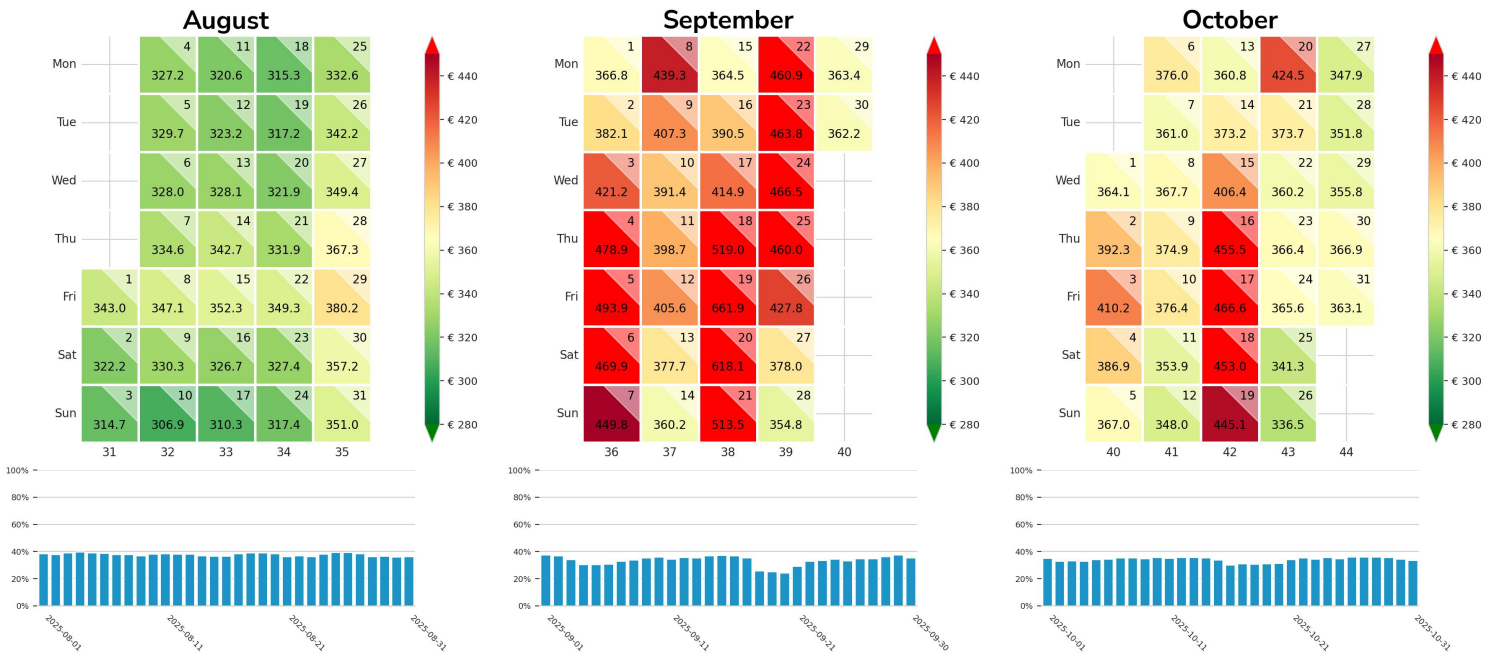 August September October
4 11 18 25
Mon 327.2 320.6 315.3 332.6
5 12 19 26
Tue 329.7 323.2 317.2 342.2
6 13 20 27
Wed 328.0 328.1 321.9 349.4
7 14 21 28
Thu 334.6 342.7 331.9 367.3
1 8 15 22 29
Fri 343.0 347.1 352.3 349.3 380.2
2 9 16 23 30
Sat 322.2 330.3 326.7 327.4 357.2
3 10 17 24 31
Sun 314.7 306.9 310.3 317.4 351.0
31 32 33 34 35
€ 440
€ 420
€ 400
€ 380
€ 360
€ 340
€ 320
€ 300
€ 280
100%
80%
60%
40%
20%
0%
2025-08-01 2025-08-11 2025-08-21 2025-08-31
1 8 15 22 29
Mon 366.8 439.3 364.5 460.9 363.4
2 9 16 23 30
Tue 382.1 407.3 390.5 463.8 362.2
3 10 17 24
Wed 421.2 391.4 414.9 466.5
4 11 18 25
Thu 478.9 398.7 519.0 460.0
5 12 19 26
Fri 493.9 405.6 661.9 427.8
6 13 20 27
Sat 469.9 377.7 618.1 378.0
7 14 21 28
Sun 449.8 360.2 513.5 354.8
36 37 38 39 40
€ 440
€ 420
€ 400
€ 380
€ 360
€ 340
€ 320
€ 300
€ 280
100%
80%
60%
40%
20%
0%
2025-09-01 2025-09-11 2025-09-21 2025-09-30
6 13 20 27
Mon 376.0 360.8 424.5 347.9
7 14 21 28
Tue 361.0 373.2 373.7 351.8
1 8 15 22 29
Wed 364.1 367.7 406.4 360.2 355.8
2 9 16 23 30
Thu 392.3 374.9 455.5 366.4 366.9
3 10 17 24 31
Fri 410.2 376.4 466.6 365.6 363.1
4 11 18 25
Sat 386.9 353.9 453.0 341.3
5 12 19 26
Sun 367.0 348.0 445.1 336.5
40 41 42 43 44
€ 440
€ 420
€ 400
€ 380
€ 360
€ 340
€ 320
€ 300
€ 280
100%
80%
60%
40%
20%
0%
2025-10-01 2025-10-11 2025-10-21 2025-10-31